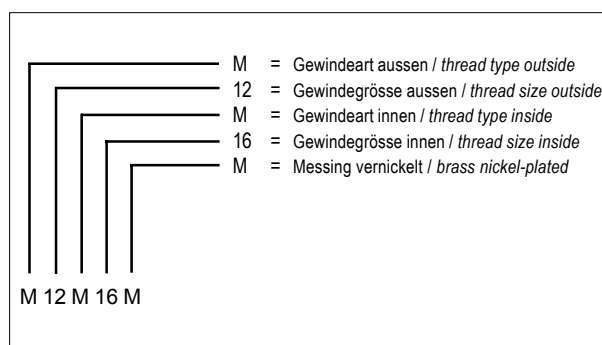 M = Gewindeart aussen / thread type outside
12 = Gewindegrösse aussen / thread size outside
M = Gewindeart innen / thread type inside
16 = Gewindegrösse innen / thread size inside
M = Messing vernickelt / brass nickel-plated
M 12 M 16 M